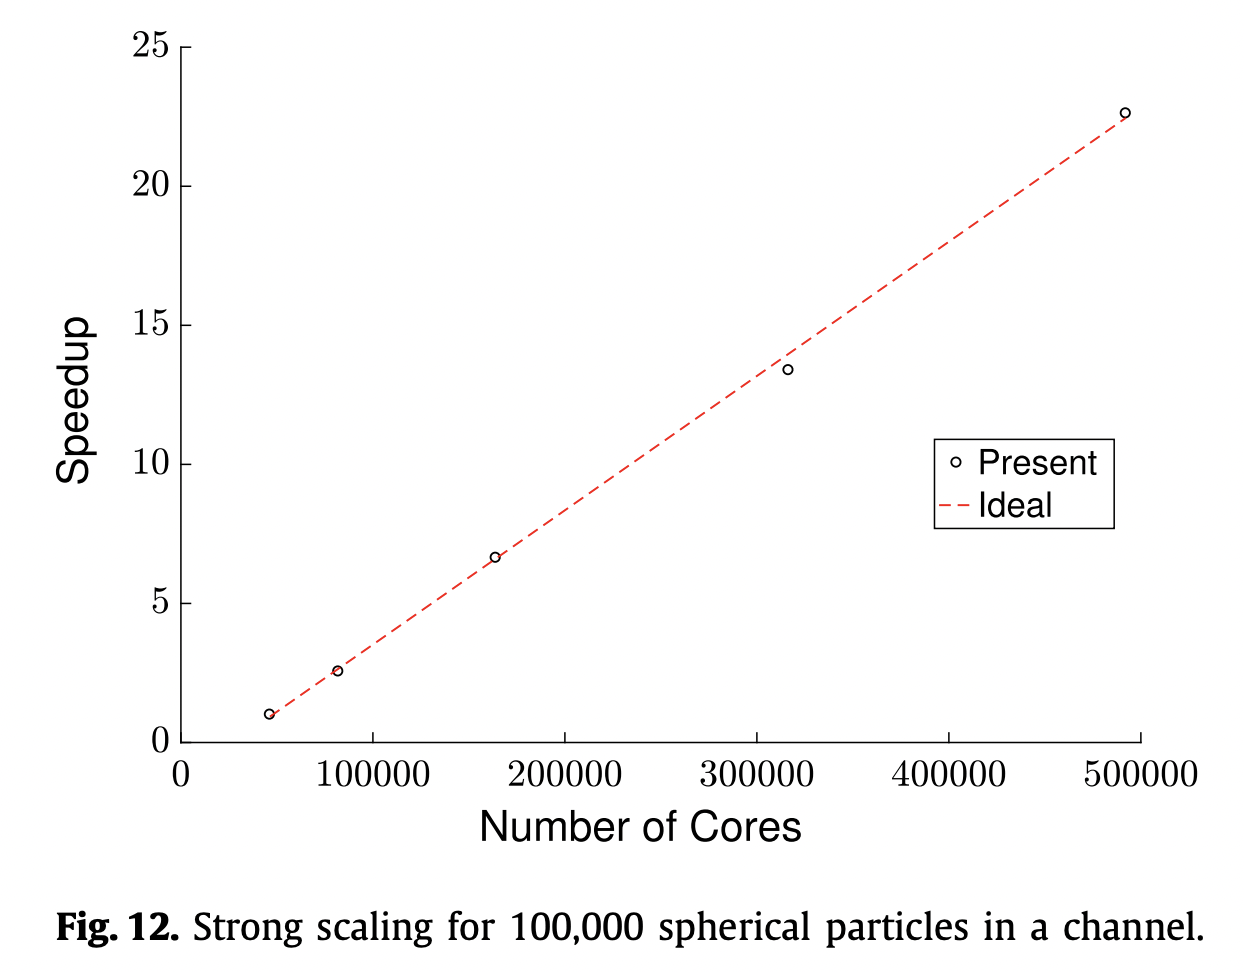 25
20
15
10
5
0
Speedup
0 100000 200000 300000 400000 500000
Number of Cores
Present
Ideal
Fig. 12. Strong scaling for 100,000 spherical particles in a channel.